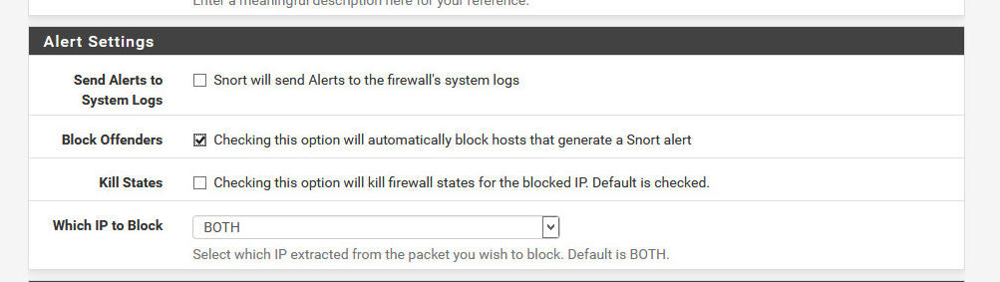 Enter a meaningful description here for your reference.
Alert Settings
Send Alerts to
System Logs
Snort will send Alerts to the firewall's system logs
Block Offenders
Checking this option will automatically block hosts that generate a Snort alert
Kill States
Checking this option will kill firewall states for the blocked IP. Default is checked.
Which IP to Block
BOTH
Select which IP extracted from the packet you wish to block. Default is BOTH.